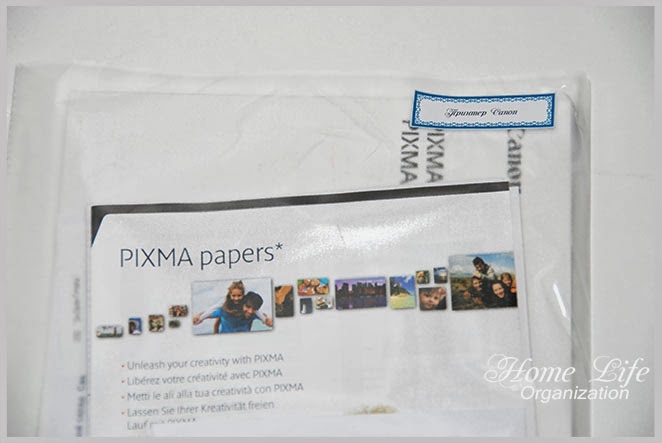 Принтер Canon
Canon
PIXMA
PIXMA
PIXMA papers*
• Unleash your creativity with PIXMA
• Libérez votre créativité avec PIXMA
• Metti le ali alla tua creatività con PIXMA
• Lassen Sie Ihrer Kreativität freien
Lauf mit PIXMA
Home Life
Organization